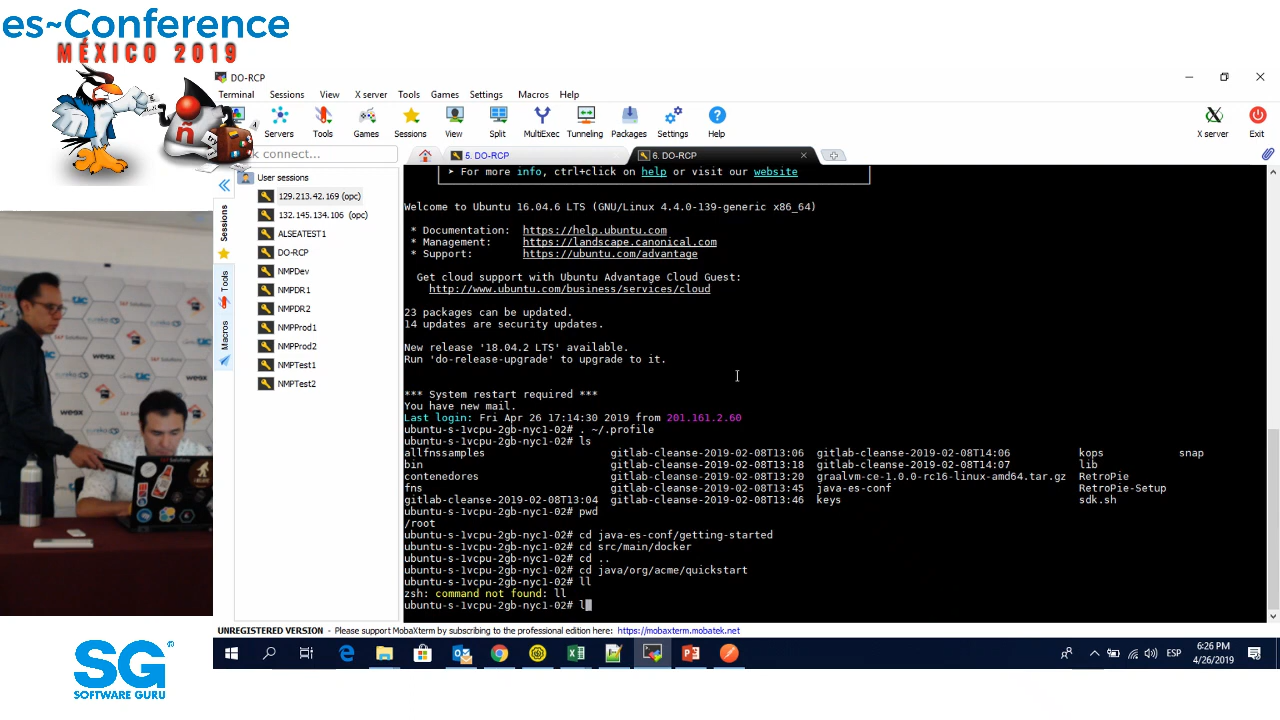 es~Conference
MÉXICO 2019
DO-RCP
Terminal Sessions View X server Tools Games Settings Macros Help
Servers Tools Games Sessions View Split MultiExec Tunneling Packages Settings Help X server Exit
k connect...
5. DO-RCP
6. DO-RCP
Sessions
Tools
Macros
User sessions
129.213.42.169 (opc)
132.145.134.106 (opc)
ALSEATEST1
DO-RCP
NMPDev
NMPDR1
NMPDR2
NMPProd1
NMPProd2
NMPTest1
NMPTest2
➤ For more info, ctrl+click on help or visit our website
Welcome to Ubuntu 16.04.6 LTS (GNU/Linux 4.4.0-139-generic x86_64)
* Documentation: https://help.ubuntu.com
* Management: https://landscape.canonical.com
* Support: https://ubuntu.com/advantage
Get cloud support with Ubuntu Advantage Cloud Guest:
http://www.ubuntu.com/business/services/cloud
23 packages can be updated.
14 updates are security updates.
New release '18.04.2 LTS' available.
Run 'do-release-upgrade' to upgrade to it.
*** System restart required ***
You have new mail.
Last login: Fri Apr 26 17:14:30 2019 from 201.161.2.60
ubuntu-s-1vcpu-2gb-nyc1-02# . ~/.profile
ubuntu-s-1vcpu-2gb-nyc1-02# ls
allfnssamples gitlab-cleanse-2019-02-08T13:06 gitlab-cleanse-2019-02-08T14:06 kops snap
bin gitlab-cleanse-2019-02-08T13:18 gitlab-cleanse-2019-02-08T14:07 lib
contenedores gitlab-cleanse-2019-02-08T13:20 graalvm-ce-1.0.0-rc16-linux-amd64.tar.gz RetroPie
fns gitlab-cleanse-2019-02-08T13:45 java-es-conf RetroPie-Setup
gitlab-cleanse-2019-02-08T13:04 gitlab-cleanse-2019-02-08T13:46 keys sdk.sh
ubuntu-s-1vcpu-2gb-nyc1-02# pwd
/root
ubuntu-s-1vcpu-2gb-nyc1-02# cd java-es-conf/getting-started
ubuntu-s-1vcpu-2gb-nyc1-02# cd src/main/docker
ubuntu-s-1vcpu-2gb-nyc1-02# cd ..
ubuntu-s-1vcpu-2gb-nyc1-02# cd java/org/acme/quickstart
ubuntu-s-1vcpu-2gb-nyc1-02# ll
zsh: command not found: ll
ubuntu-s-1vcpu-2gb-nyc1-02# l
UNREGISTERED VERSION - Please support MobaXterm by subscribing to the professional edition here: https://mobaxterm.mobatek.net
ESP
6:26 PM
4/26/2019
SG
SOFTWARE GURU